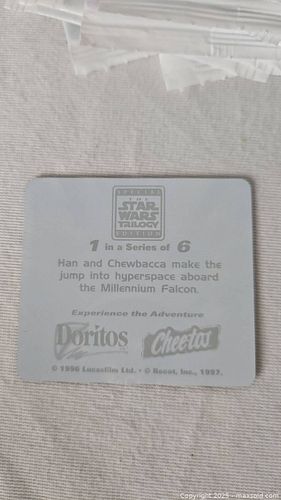 SPECIAL
THE
STAR
WARS
TRILOGY
EDITION
1 in a Series of 6
Han and Chewbacca make the
jump into hyperspace aboard
the Millennium Falcon.
Experience the Adventure
Doritos Cheetos
© 1996 Lucasfilm Ltd. • © Recot, Inc., 1997.
Copyright 2025 - maxsold.com